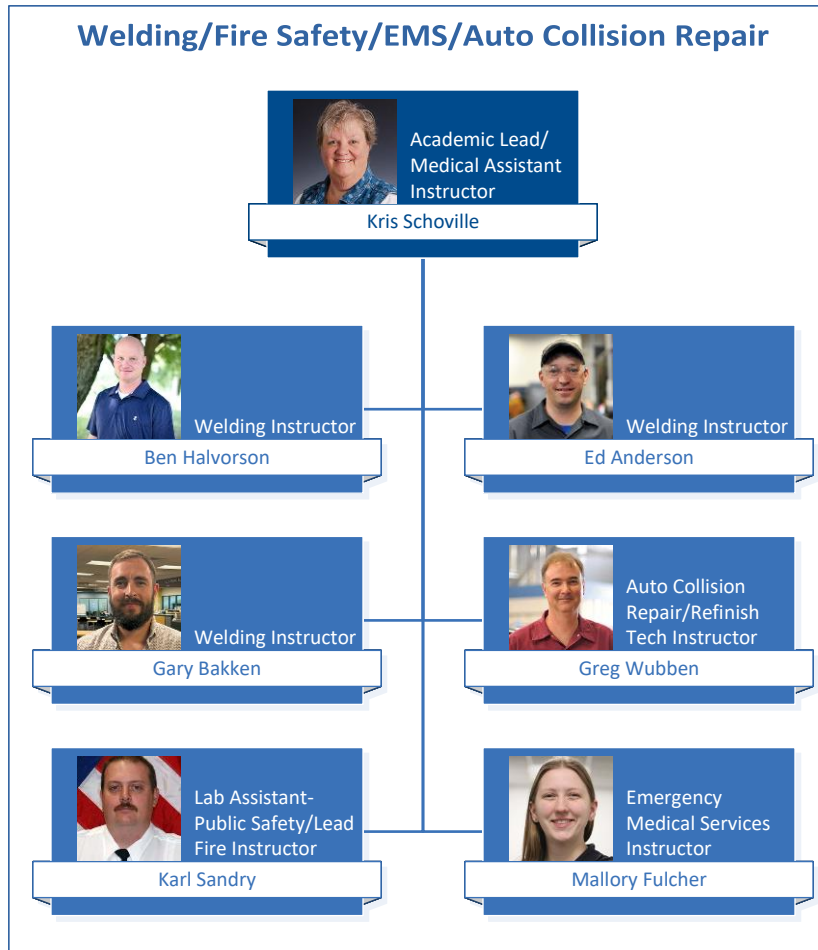 Welding/Fire Safety/EMS/Auto Collision Repair
Academic Lead/
Medical Assistant
Instructor
Kris Schoville
Welding Instructor
Ben Halvorson
Welding Instructor
Ed Anderson
Welding Instructor
Gary Bakken
Auto Collision
Repair/Refinish
Tech Instructor
Greg Wubben
Lab Assistant-
Public Safety/Lead
Fire Instructor
Karl Sandry
Emergency
Medical Services
Instructor
Mallory Fulcher